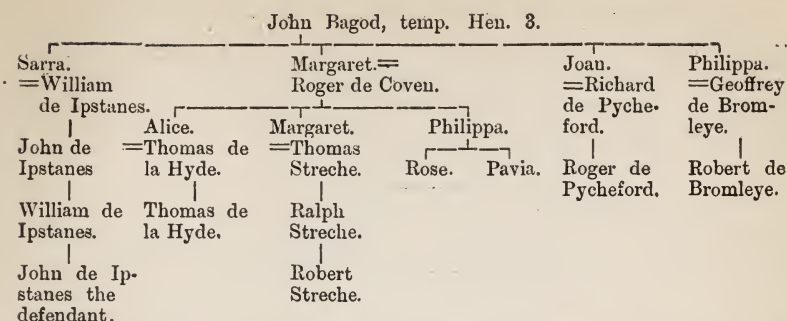 John Bagod, temp. Hen. 3.
Sarra. Margaret.= Joan. Philippa.
=William Roger de Coven. =Richard =Geoffrey
de Ipstanes. de Pyche- de Brom-
Alice. Margaret. Philippa. ford. leye.
John de =Thomas de =Thomas
Ipstanes la Hyde. Streche. Rose. Pavia. Roger de Robert de
Pycheford. Bromleye.
William de Thomas de Ralph
Ipstanes. la Hyde. Streche.
John de Ip- Robert
stanes the Streche.
defendant.